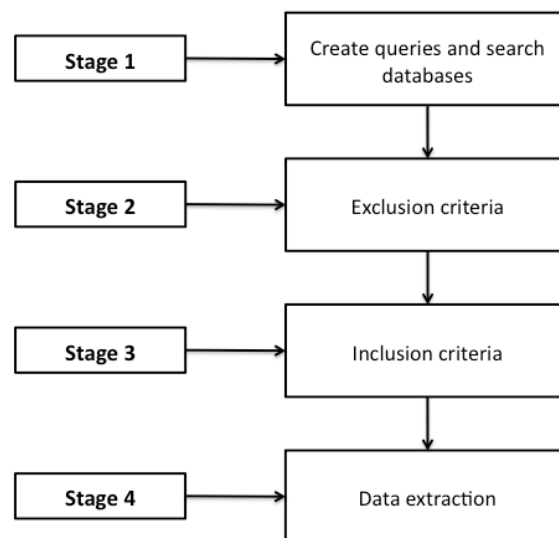 Stage 1
Create queries and search
databases
Stage 2
Exclusion criteria
Stage 3
Inclusion criteria
Stage 4
Data extraction